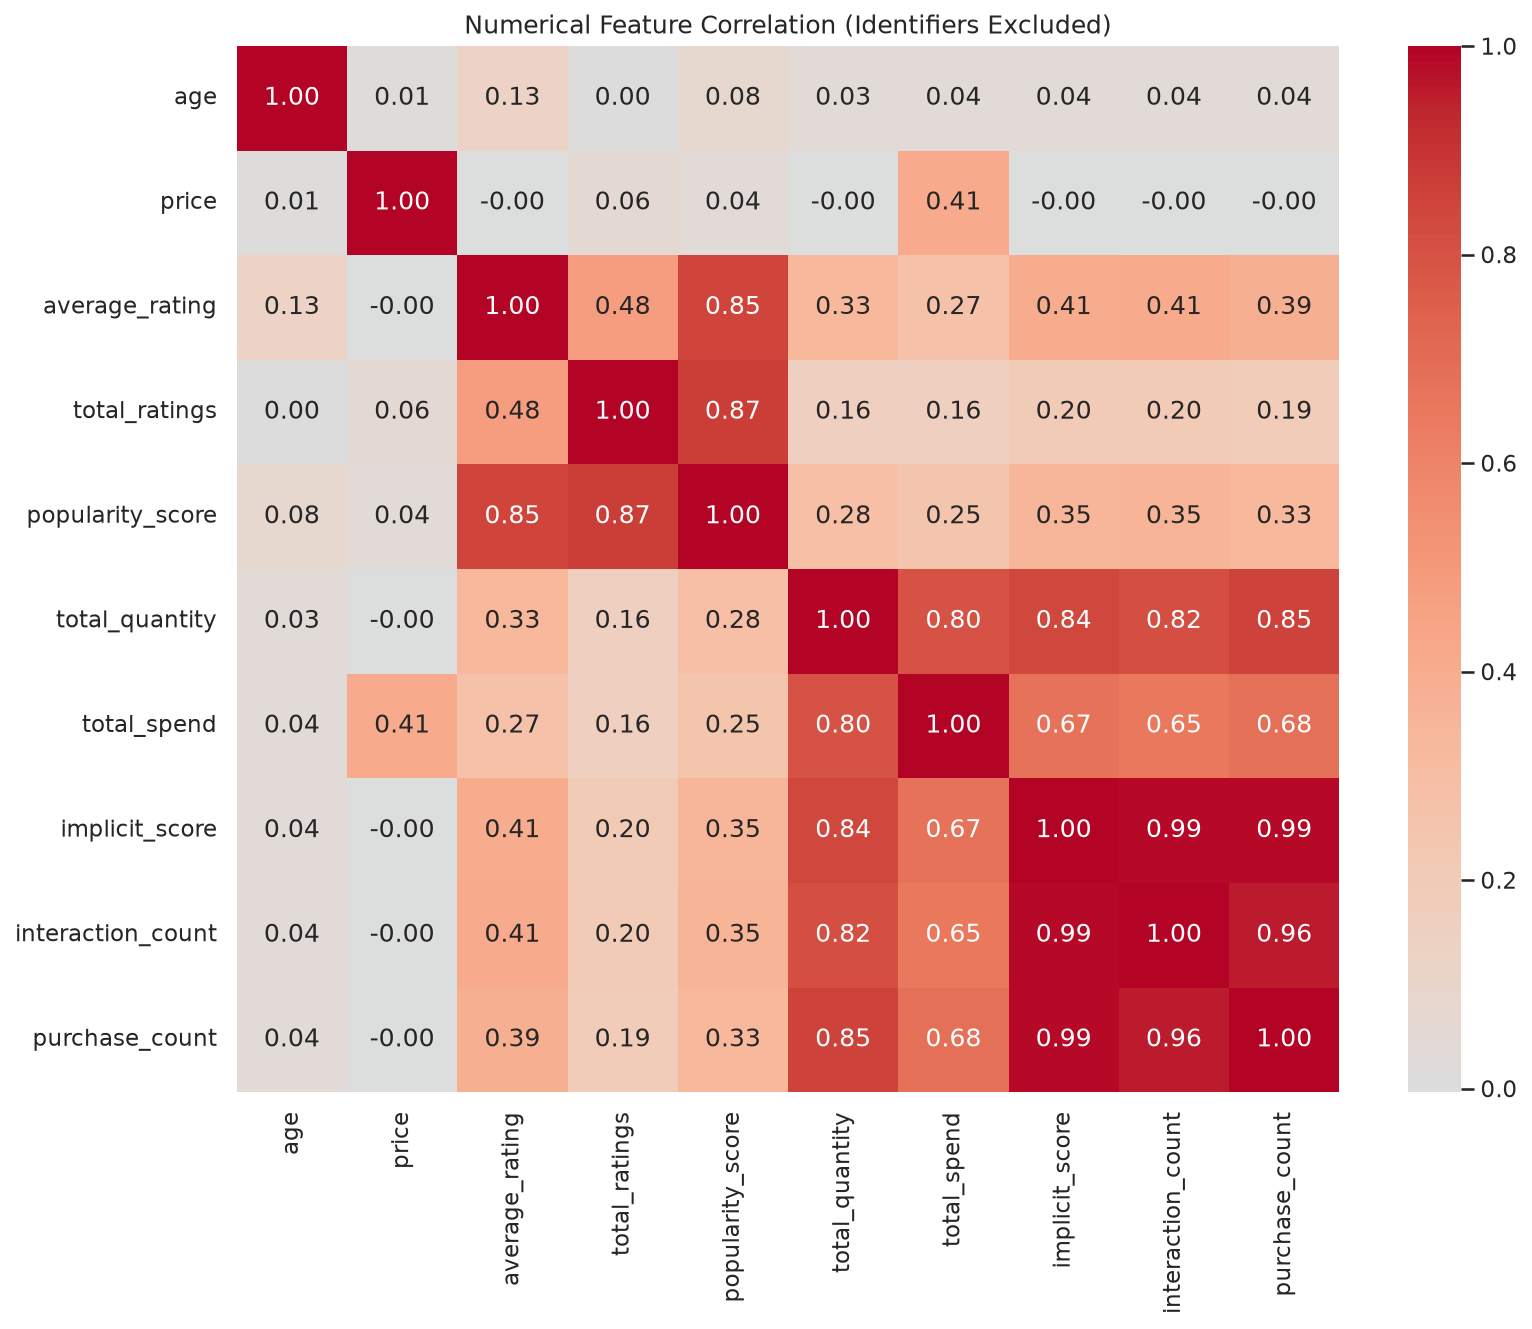 Numerical Feature Correlation (Identifiers Excluded)
age 1.00 0.01 0.13 0.00 0.08 0.03 0.04 0.04 0.04 0.04
price 0.01 1.00 -0.00 0.06 0.04 -0.00 0.41 -0.00 -0.00 -0.00
average_rating 0.13 -0.00 1.00 0.48 0.85 0.33 0.27 0.41 0.41 0.39
total_ratings 0.00 0.06 0.48 1.00 0.87 0.16 0.16 0.20 0.20 0.19
popularity_score 0.08 0.04 0.85 0.87 1.00 0.28 0.25 0.35 0.35 0.33
total_quantity 0.03 -0.00 0.33 0.16 0.28 1.00 0.80 0.84 0.82 0.85
total_spend 0.04 0.41 0.27 0.16 0.25 0.80 1.00 0.67 0.65 0.68
implicit_score 0.04 -0.00 0.41 0.20 0.35 0.84 0.67 1.00 0.99 0.99
interaction_count 0.04 -0.00 0.41 0.20 0.35 0.82 0.65 0.99 1.00 0.96
purchase_count 0.04 -0.00 0.39 0.19 0.33 0.85 0.68 0.99 0.96 1.00
age
price
average_rating
total_ratings
popularity_score
total_quantity
total_spend
implicit_score
interaction_count
purchase_count
1.0
0.8
0.6
0.4
0.2
0.0